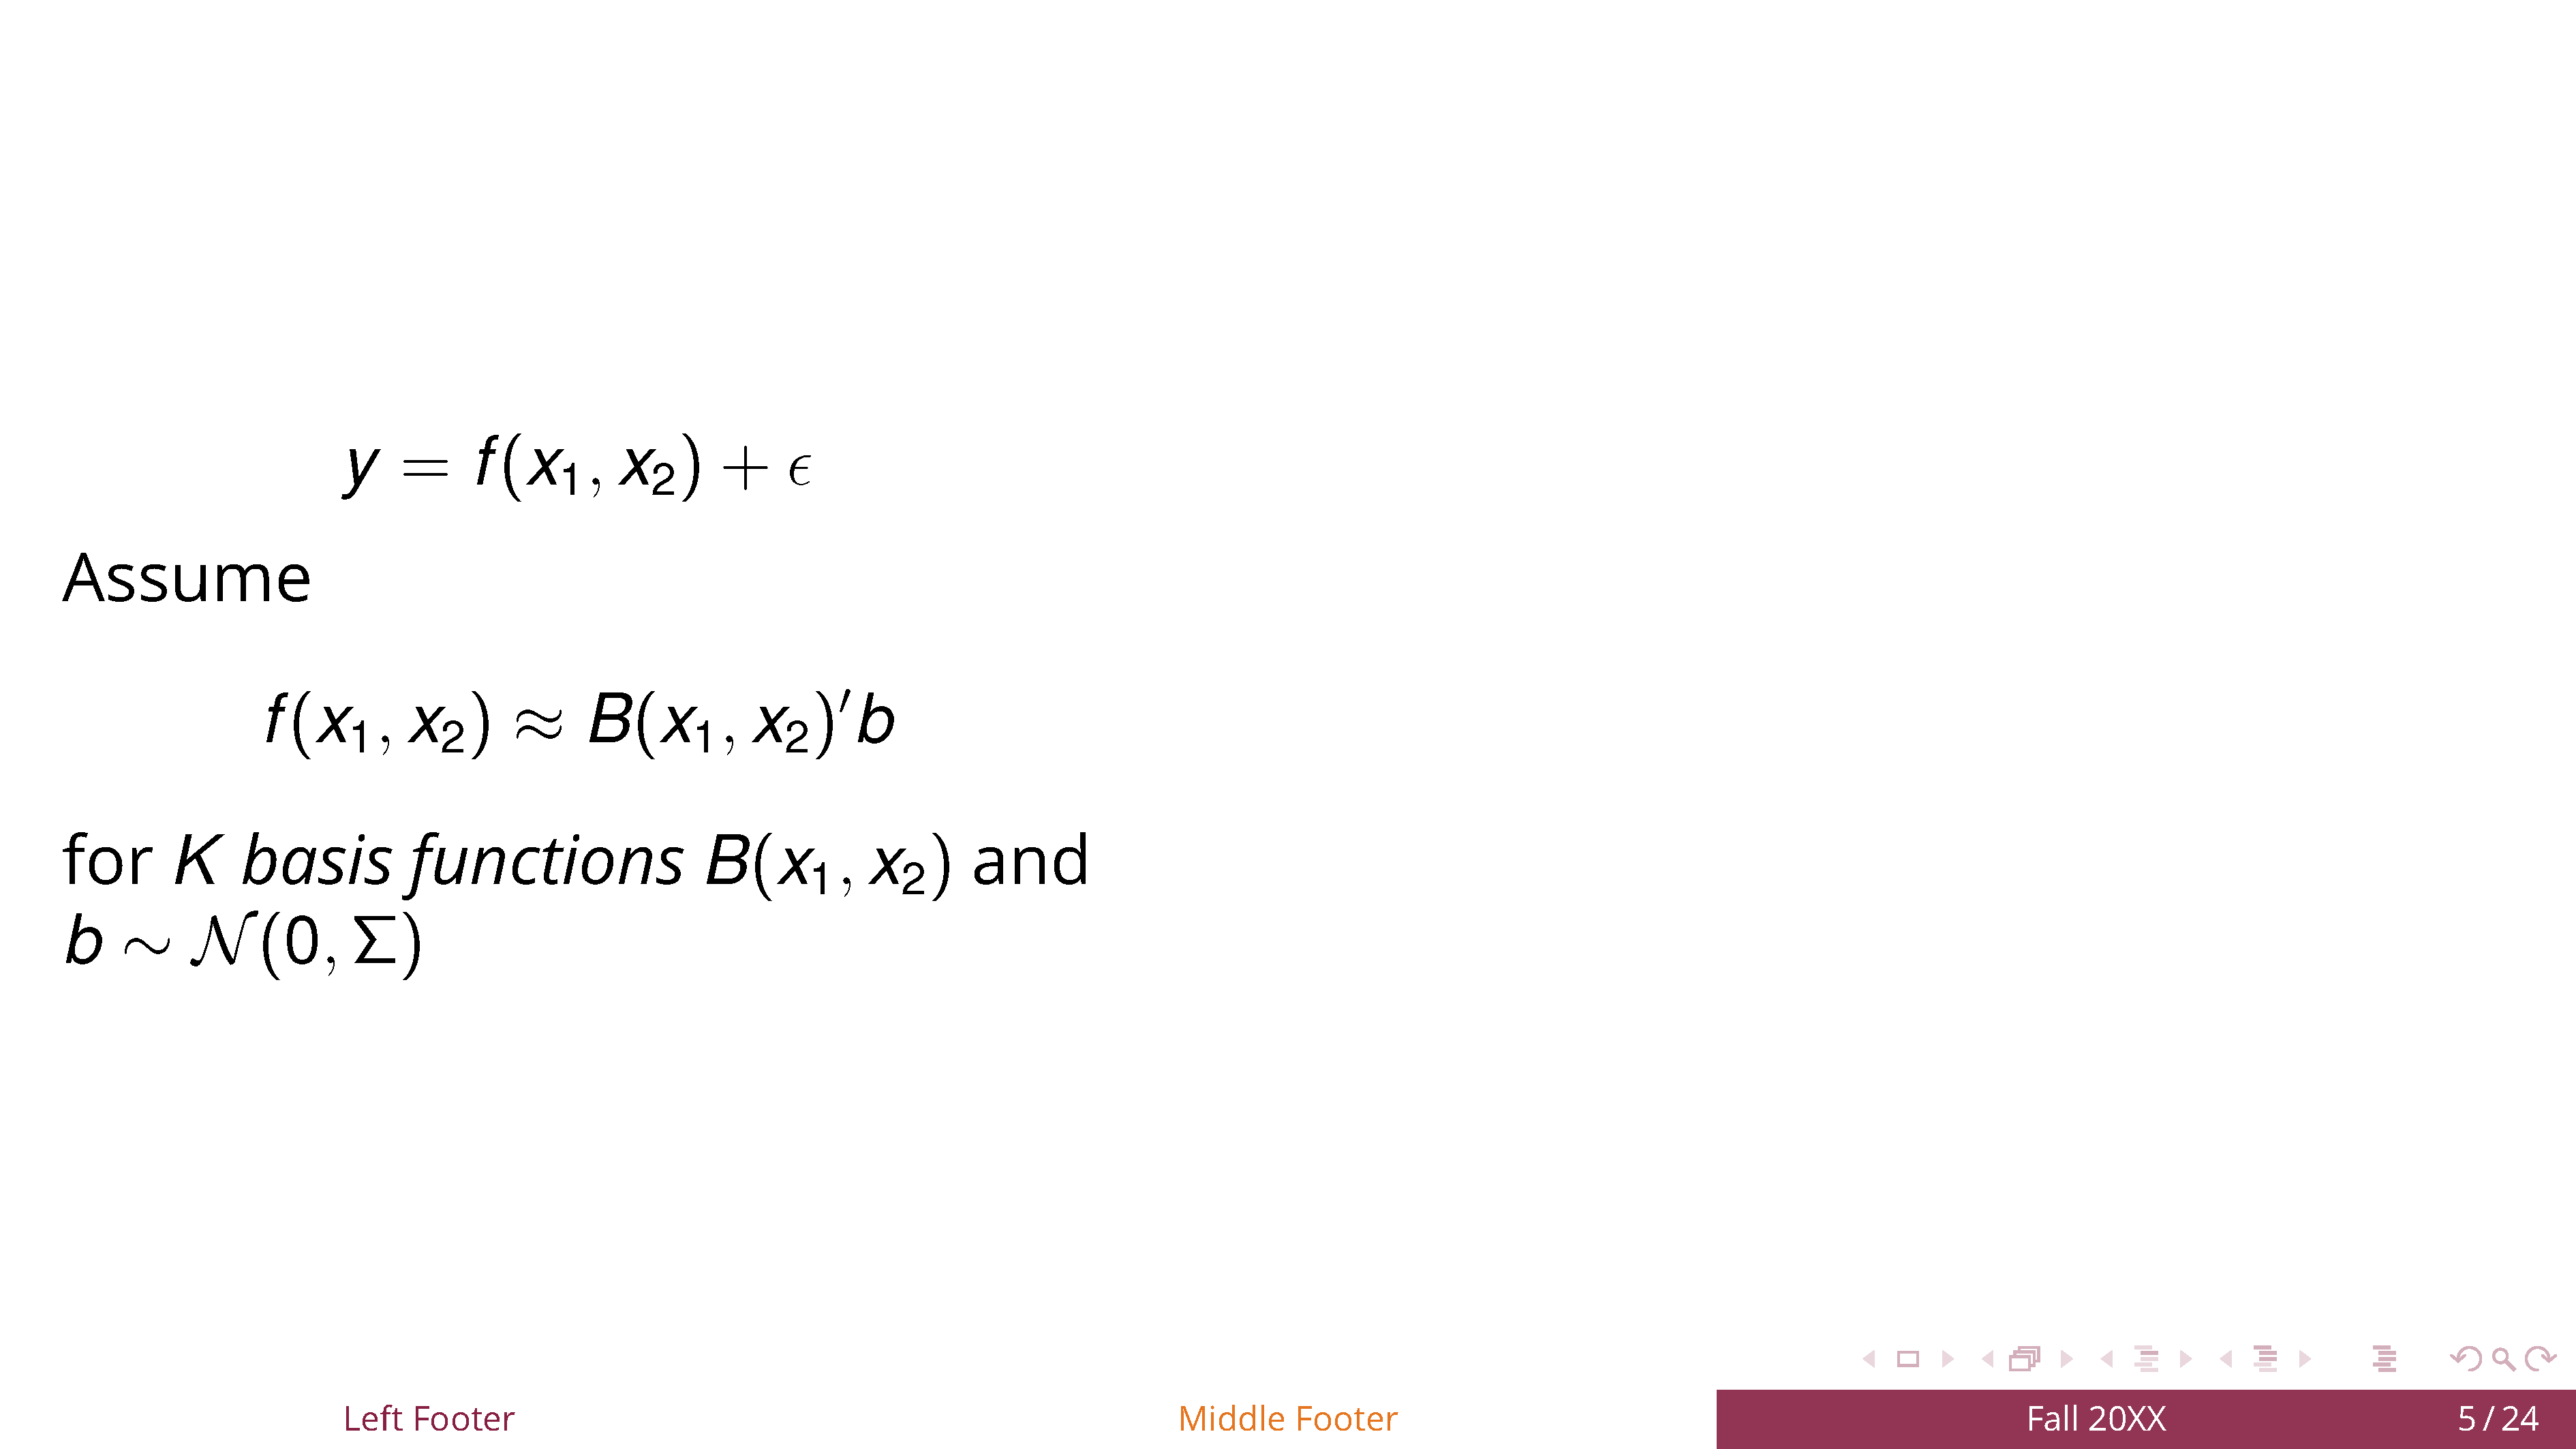 y = f(x₁, x₂) + ϵ
Assume
f(x₁, x₂) ≈ B(x₁, x₂)′b
for K basis functions B(x₁, x₂) and
b ∼ 𝒩(0, Σ)
Left Footer
Middle Footer
Fall 20XX
5 / 24